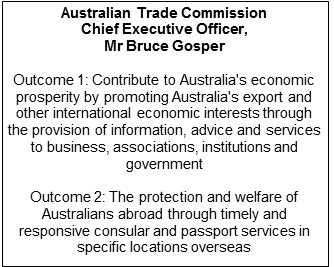 Australian Trade Commission
Chief Executive Officer,
Mr Bruce Gosper
Outcome 1: Contribute to Australia's economic
prosperity by promoting Australia's export and
other international economic interests through
the provision of information, advice and services
to business, associations, institutions and
government
Outcome 2: The protection and welfare of
Australians abroad through timely and
responsive consular and passport services in
specific locations overseas